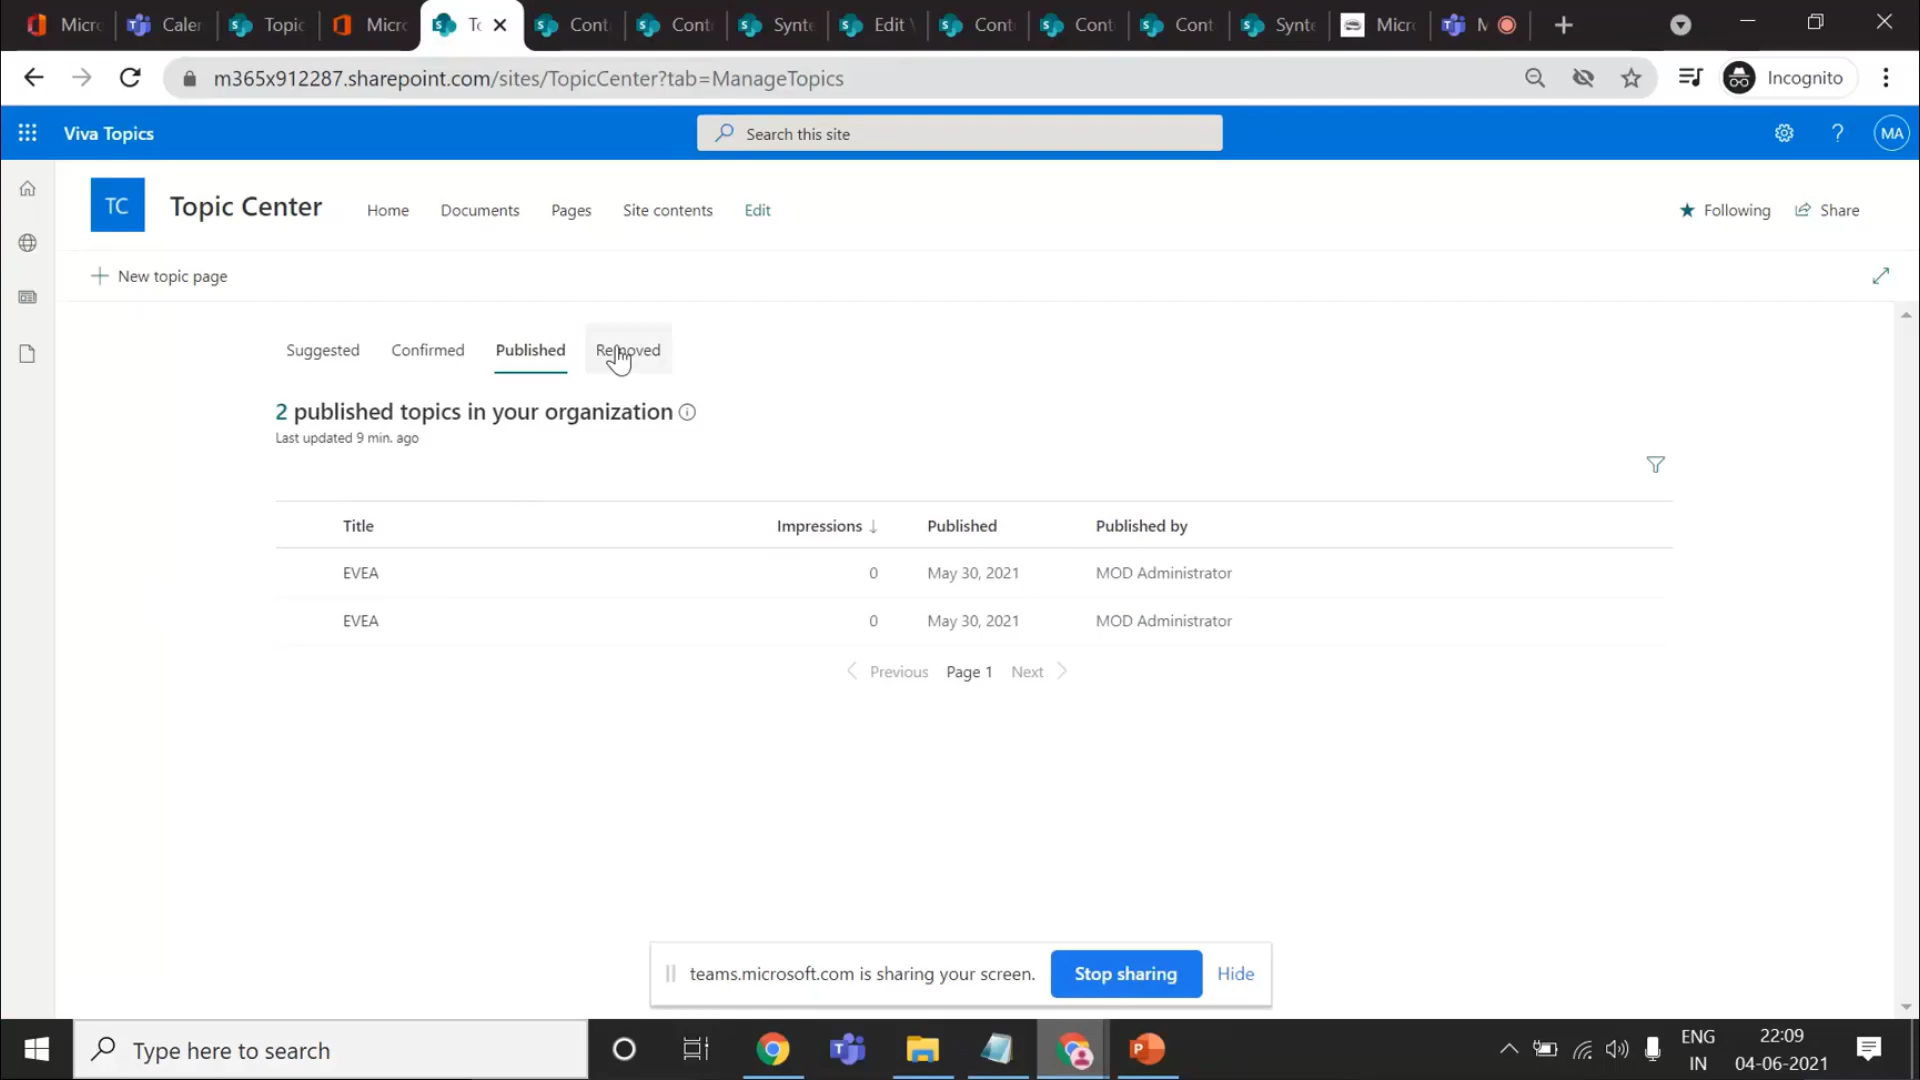 Micr
Caler
Topic
Micr
To
Cont
Cont
Synte
Edit
Cont
Cont
Cont
Synte
Micr
M
m365x912287.sharepoint.com/sites/TopicCenter?tab=ManageTopics
Incognito
Viva Topics
Search this site
MA
TC
Topic Center
Home
Documents
Pages
Site contents
Edit
Following
Share
New topic page
Suggested
Confirmed
Published
Removed
2 published topics in your organization
Last updated 9 min. ago
Title Impressions Published Published by
EVEA 0 May 30, 2021 MOD Administrator
EVEA 0 May 30, 2021 MOD Administrator
Previous Page 1 Next
teams.microsoft.com is sharing your screen. Stop sharing Hide
Type here to search
ENG
IN
22:09
04-06-2021